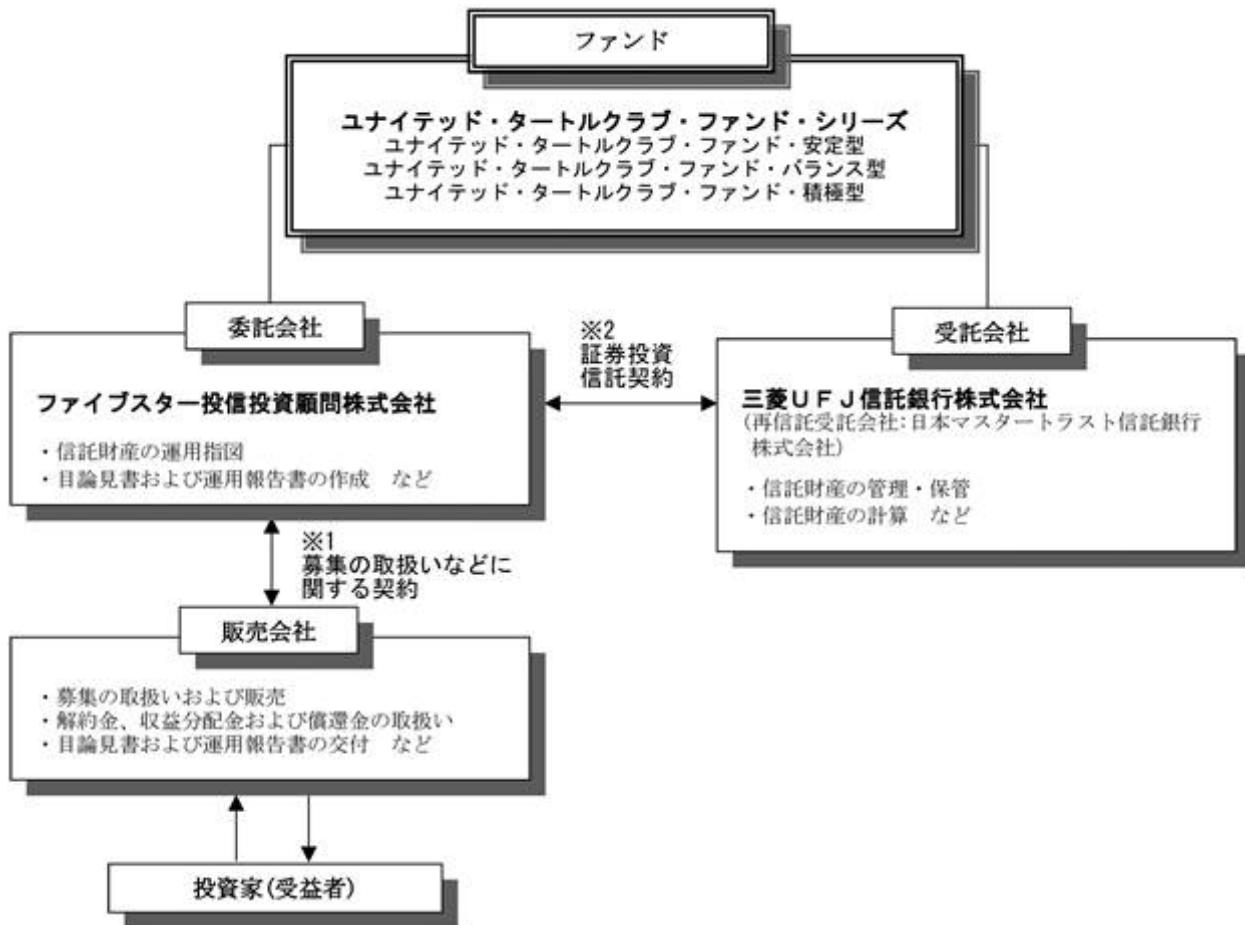 ファンド
ユナイテッド・タートルクラブ・ファンド・シリーズ
ユナイテッド・タートルクラブ・ファンド・安定型
ユナイテッド・タートルクラブ・ファンド・バランス型
ユナイテッド・タートルクラブ・ファンド・積極型
委託会社
ファイブスター投信投資顧問株式会社
・信託財産の運用指図
・目論見書および運用報告書の作成　など
※2
証券投資
信託契約
受託会社
三菱ＵＦＪ信託銀行株式会社
(再信託受託会社：日本マスタートラスト信託銀行
株式会社)
・信託財産の管理・保管
・信託財産の計算　など
※1
募集の取扱いなどに
関する契約
販売会社
・募集の取扱いおよび販売
・解約金、収益分配金および償還金の取扱い
・目論見書および運用報告書の交付　など
投資家(受益者)